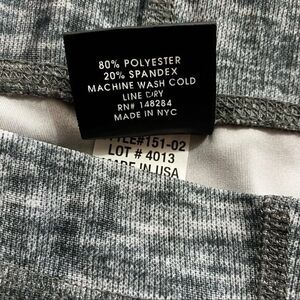 80% POLYESTER
20% SPANDEX
MACHINE WASH COLD
LINE DRY
RN# 148284
MADE IN NYC
#151-02
LOT # 4013
IN USA